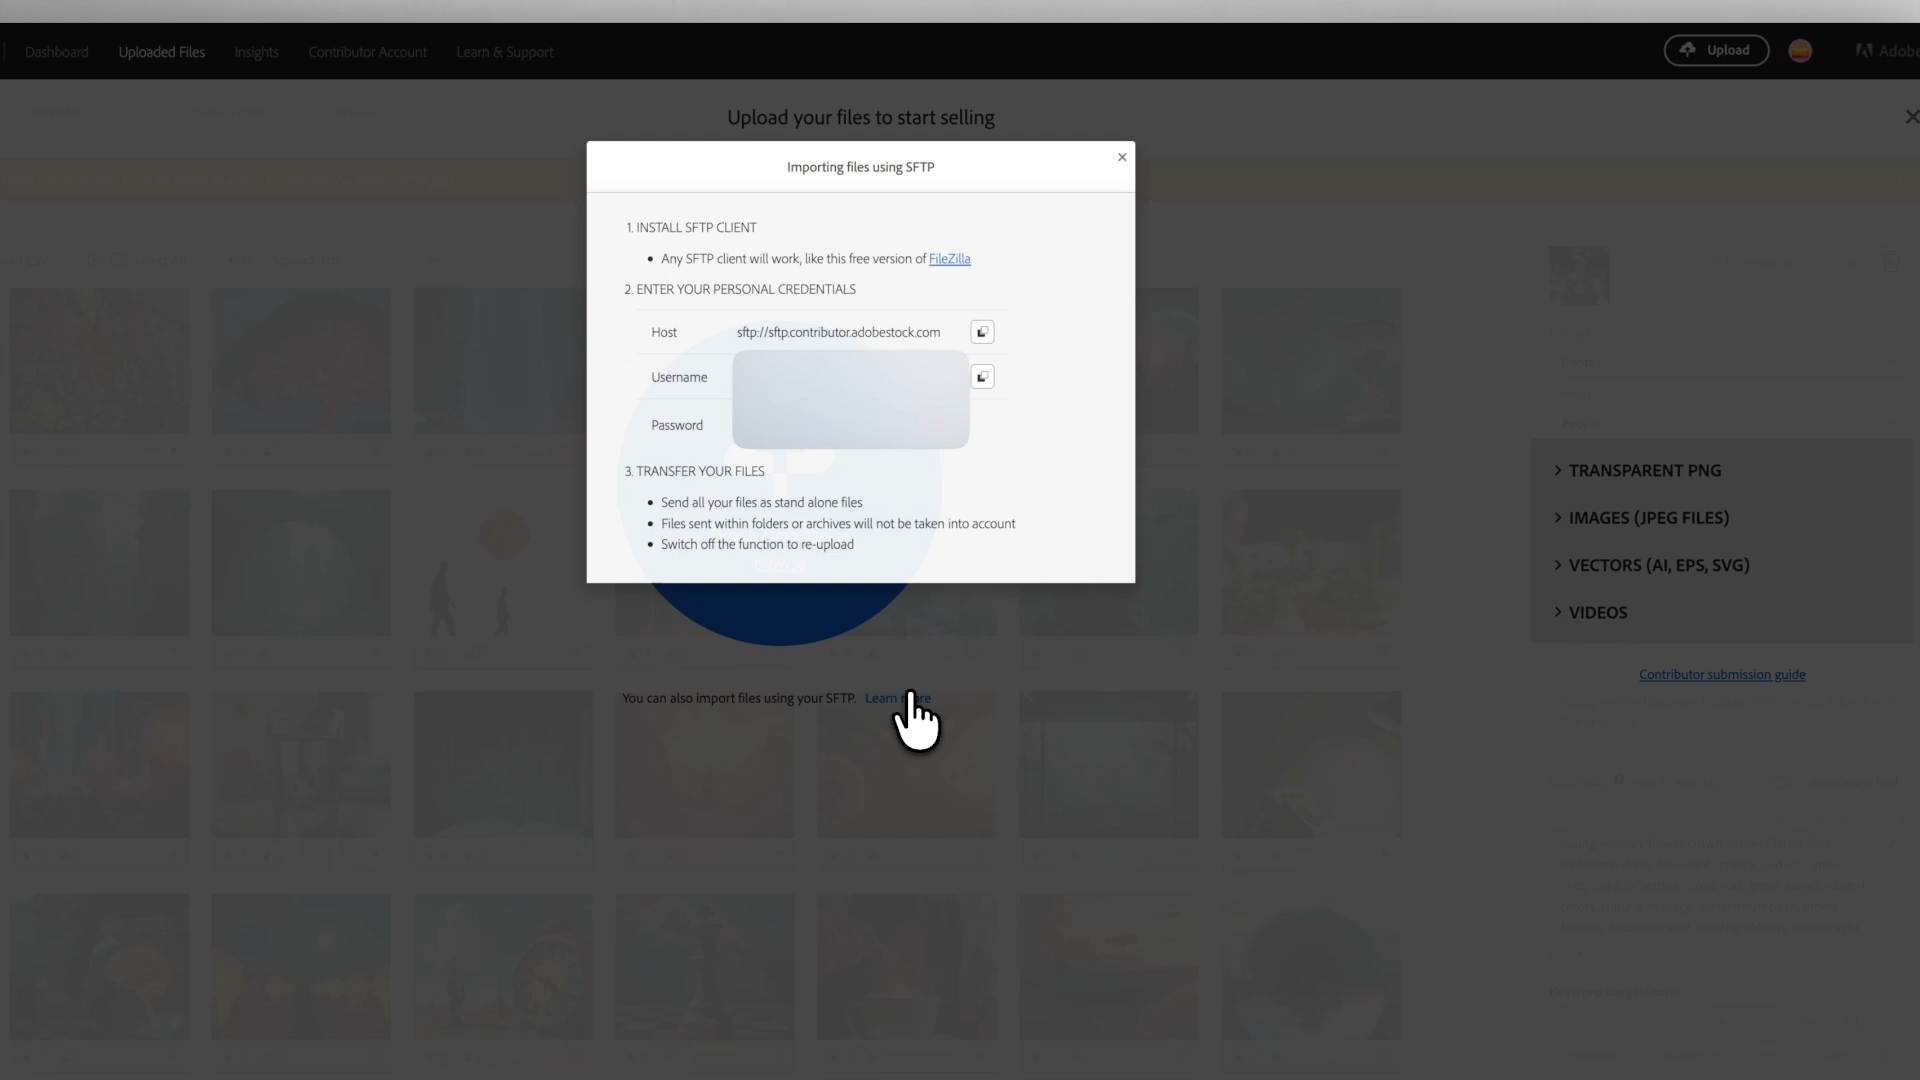 Dashboard
Uploaded Files
Insights
Contributor Account
Learn & Support
Upload
Adobe
Upload your files to start selling
Importing files using SFTP
1. INSTALL SFTP CLIENT
Any SFTP client will work, like this free version of FileZilla
2. ENTER YOUR PERSONAL CREDENTIALS
Host sftp://sftp.contributor.adobestock.com
Username
Password
3. TRANSFER YOUR FILES
Send all your files as stand alone files
Files sent within folders or archives will not be taken into account
Switch off the function to re-upload
You can also import files using your SFTP. Learn more
TRANSPARENT PNG
IMAGES (JPEG FILES)
VECTORS (AI, EPS, SVG)
VIDEOS
Contributor submission guide